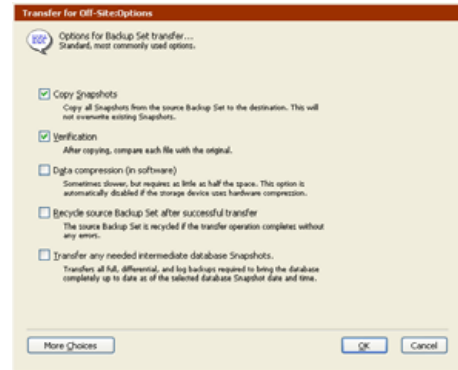 Transfer for Off-Site:Options
Options for Backup Set transfer...
Standard, most commonly used options.
Copy Snapshots
Copy all Snapshots from the source Backup Set to the destination. This will
not overwrite existing Snapshots.
Verification
After copying, compare each file with the original.
Data compression (in software)
Sometimes slower, but requires as little as half the space. This option is
automatically disabled if the storage device uses hardware compression.
Recycle source Backup Set after successful transfer
The source Backup Set is recycled if the transfer operation completes without
any errors.
Transfer any needed intermediate database Snapshots.
Transfers all full, differential, and log backups required to bring the database
completely up to date as of the selected database Snapshot date and time.
More Choices OK Cancel